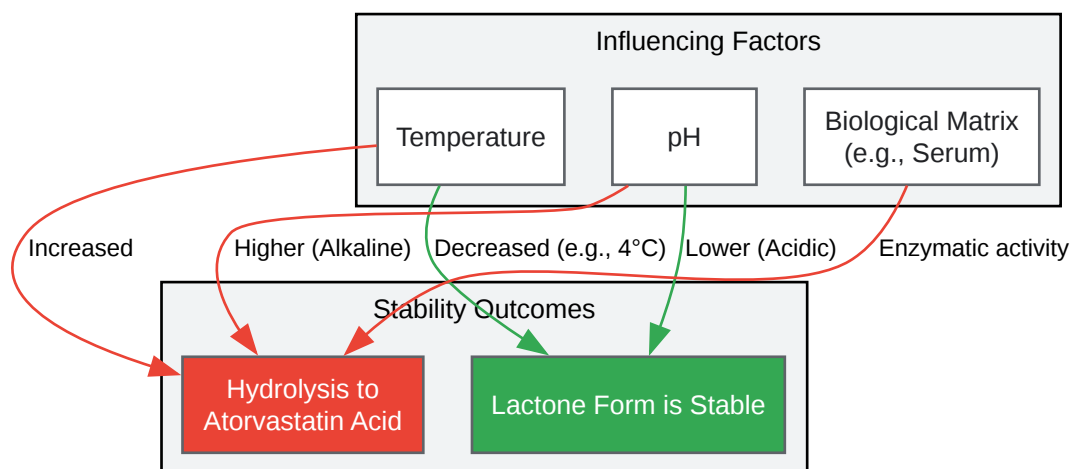 Influencing Factors
Temperature
pH
Biological Matrix
(e.g., Serum)
Increased
Higher (Alkaline)
Decreased (e.g., 4°C)
Lower (Acidic)
Enzymatic activity
Stability Outcomes
Hydrolysis to
Atorvastatin Acid
Lactone Form is Stable